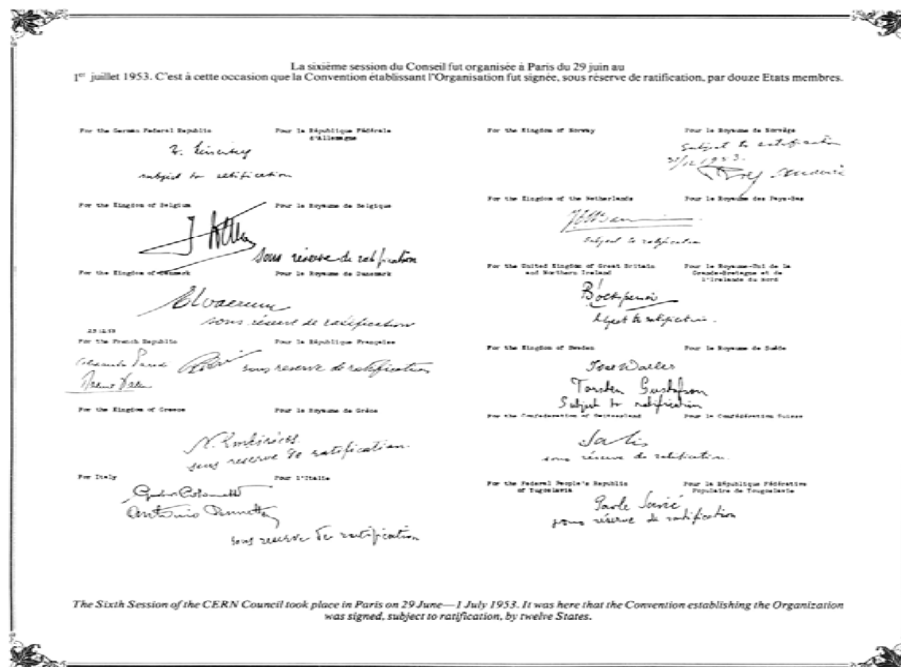 La sixième session du Conseil fut organisée à Paris du 29 juin au
1er juillet 1953. C'est à cette occasion que la Convention établissant l'Organisation fut signée, sous réserve de ratification, par douze Etats membres.
For the German Federal Republic Pour la République Fédérale
d'Allemagne
subject to ratification
For the Kingdom of Belgium Pour le Royaume de Belgique
sous réserve de ratification
For the Kingdom of Denmark Pour le Royaume de Danemark
sous réserve de ratification
For the French Republic Pour la République Française
sous reserve de ratification
For the Kingdom of Greece Pour le Royaume de Grèce
sous reserve de ratification.
For Italy Pour l'Italie
Antonio
sous reserve de ratification
For the Kingdom of Norway Pour le Royaume de Norvège
Subject to ratification
1953.
For the Kingdom of the Netherlands Pour le Royaume des Pays-Bas
subject to ratification
For the United Kingdom of Great Britain Pour le Royaume-Uni de la
and Northern Ireland Grande-Bretagne et de
l'Irelande du Nord
subject to ratification.
For the Kingdom of Sweden Pour le Royaume de Suède
Torsten Gustafson
Subject to ratification
For the Confederation of Switzerland Pour la Confédération Suisse
sous réserve de ratification.
For the Federal People's Republic Pour la République Fédérative
of Yugoslavia Populaire de Yougoslavie
Pavle Savić
sous réserve de ratification
The Sixth Session of the CERN Council took place in Paris on 29 June—1 July 1953. It was here that the Convention establishing the Organization
was signed, subject to ratification, by twelve States.